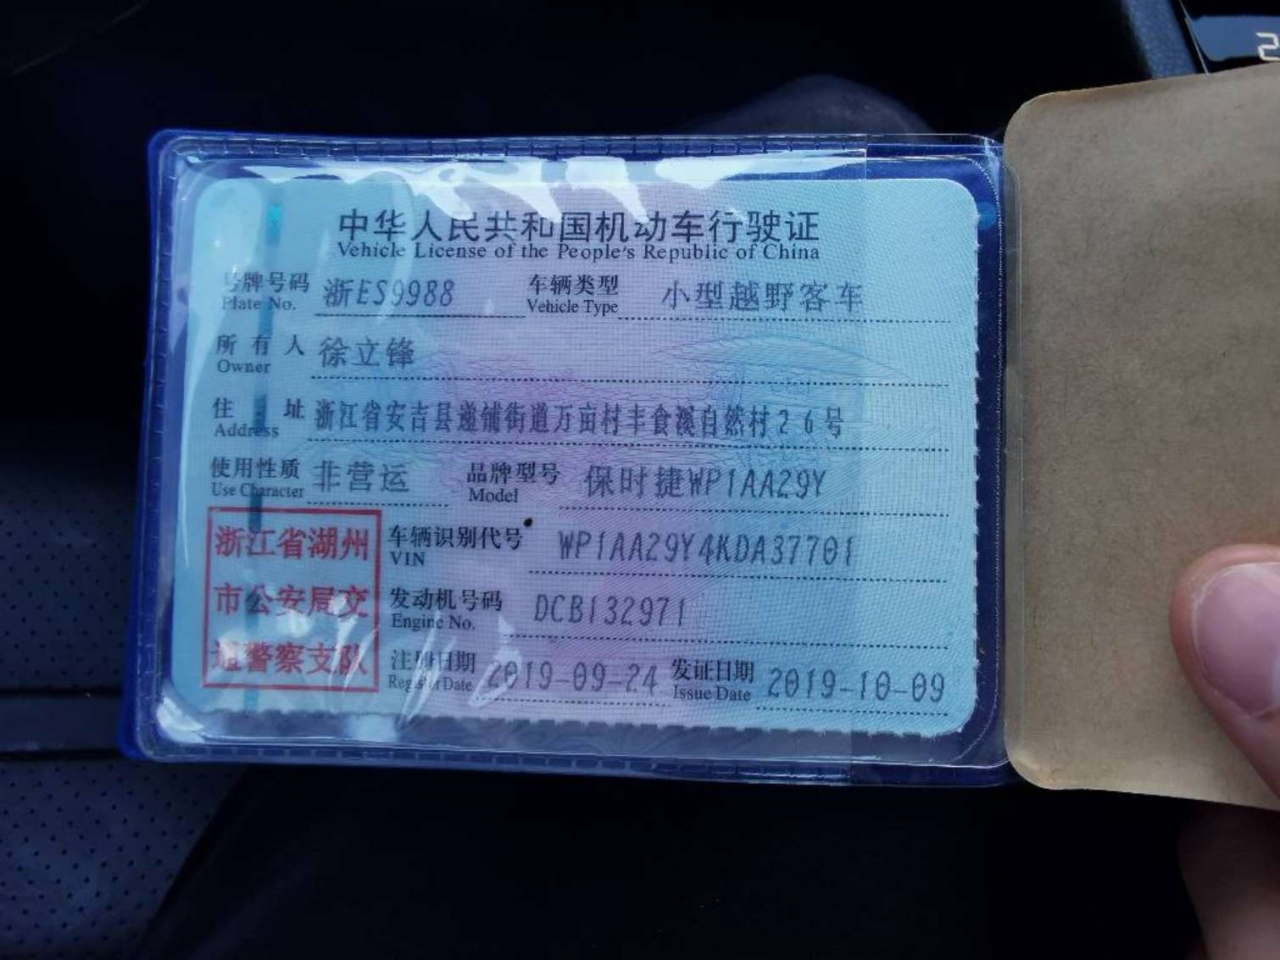 中华人民共和国机动车行驶证
Vehicle License of the People's Republic of China
号牌号码 浙ES9988 车辆类型 小型越野客车
Plate No. Vehicle Type
所有人 徐立锋
Owner
住址 浙江省安吉县递铺街道万亩村丰食溪自然村26号
Address
使用性质 非营运 品牌型号 保时捷WP1AA29Y
Use Character Model
浙江省湖州
市公安局交
通警察支队
车辆识别代号 WP1AA29Y4KDA37701
VIN
发动机号码 DCB132971
Engine No.
注册日期 2019-09-24 发证日期 2019-10-09
Register Date Issue Date
2